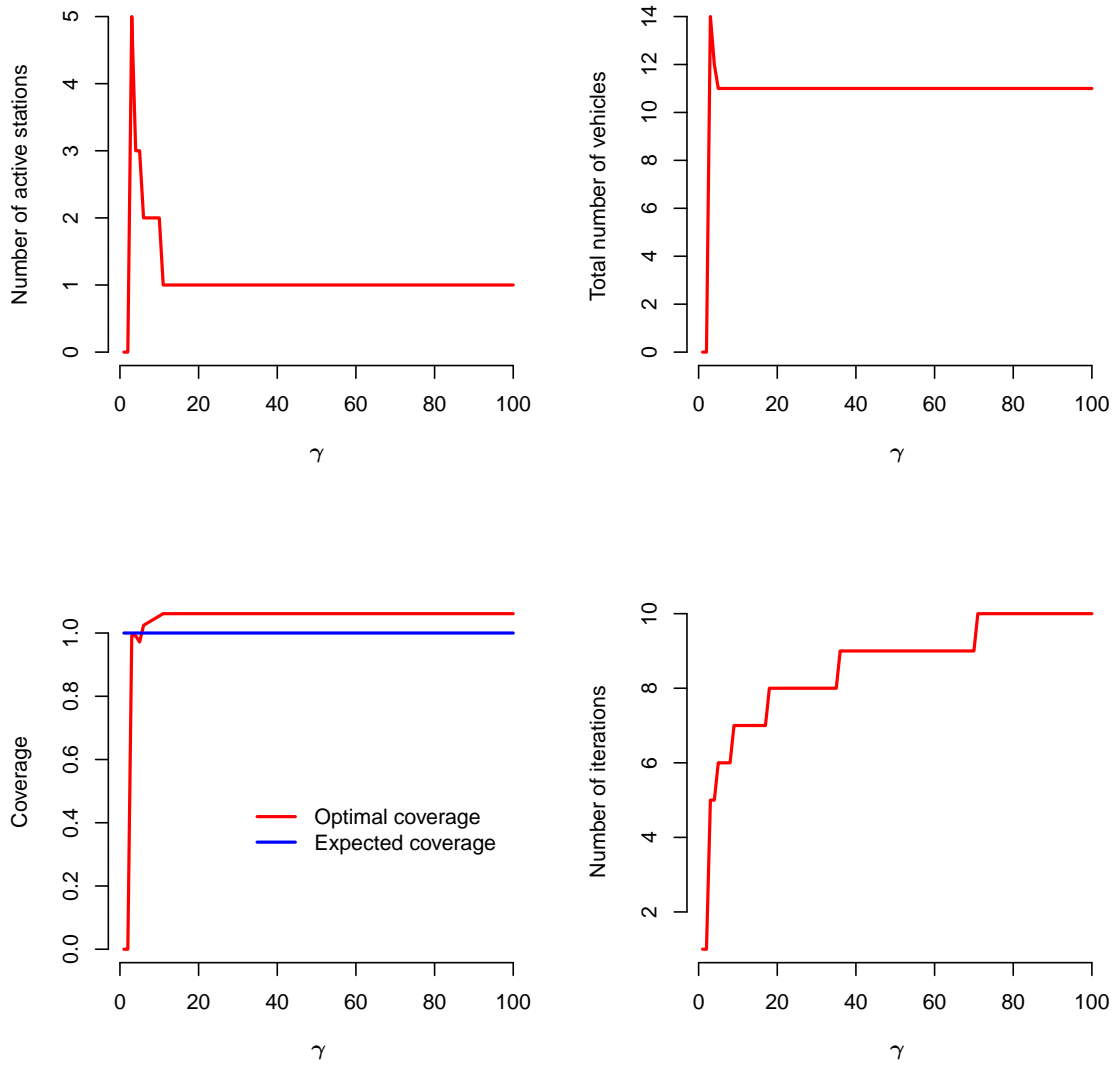 Number of active stations
0 1 2 3 4 5
0 20 40 60 80 100
γ
Total number of vehicles
0 2 4 6 8 10 12 14
0 20 40 60 80 100
γ
Coverage
0.0 0.2 0.4 0.6 0.8 1.0
Optimal coverage
Expected coverage
0 20 40 60 80 100
γ
Number of iterations
2 4 6 8 10
0 20 40 60 80 100
γ